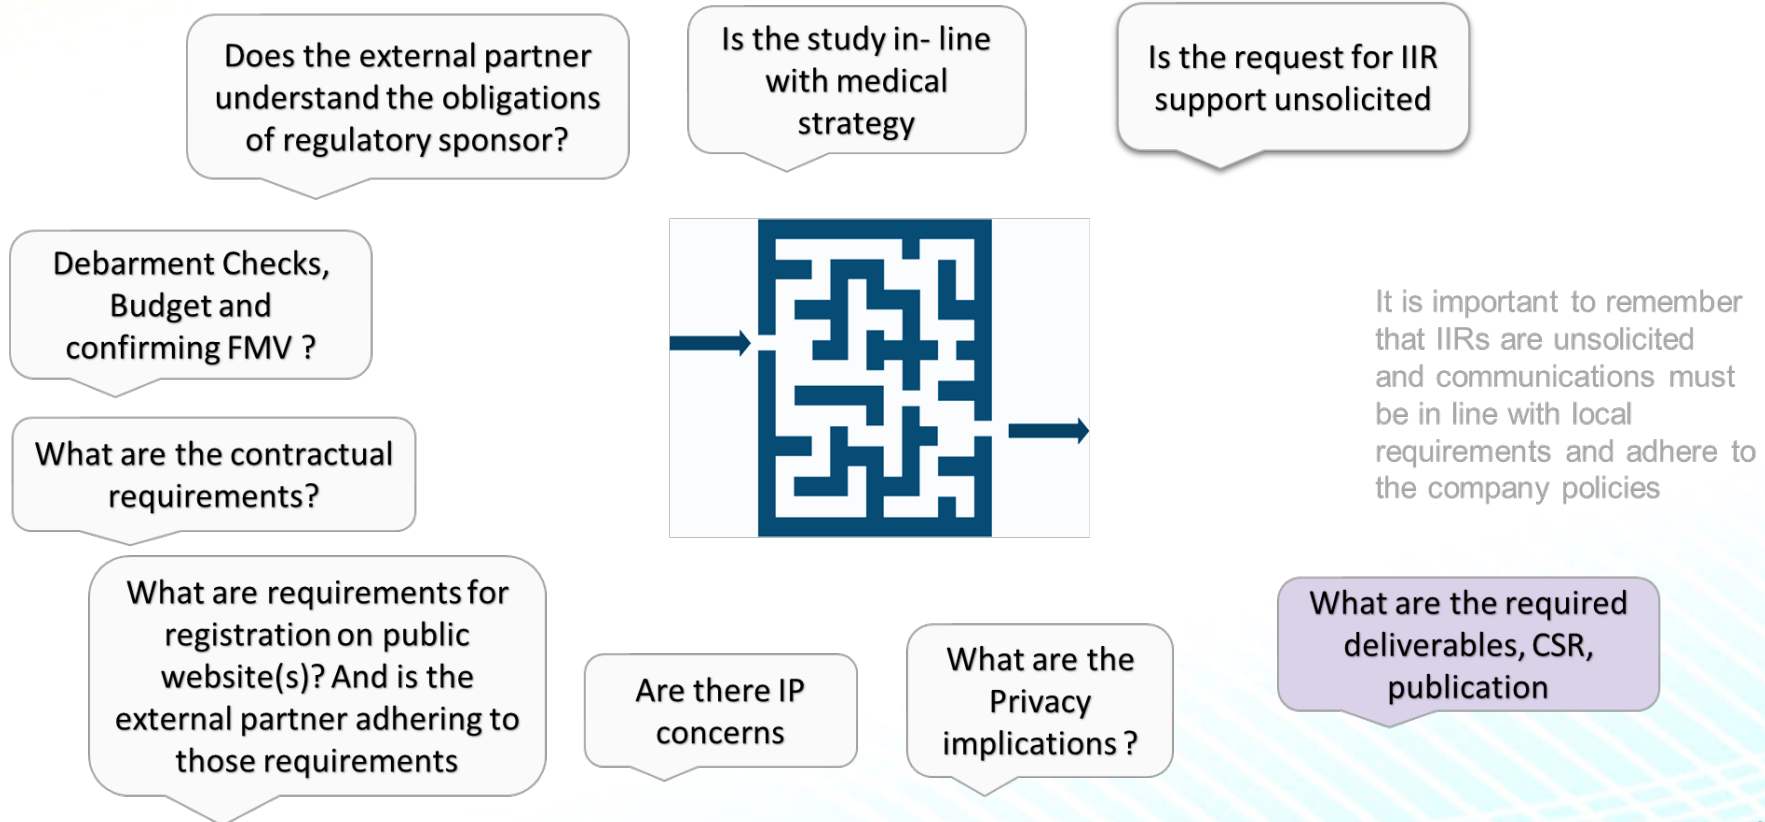 Does the external partner
understand the obligations
of regulatory sponsor?
Is the study in- line
with medical
strategy
Is the request for IIR
support unsolicited
Debarment Checks,
Budget and
confirming FMV ?
It is important to remember
that IIRs are unsolicited
and communications must
be in line with local
requirements and adhere to
the company policies
What are the contractual
requirements?
What are requirements for
registration on public
website(s)? And is the
external partner adhering to
those requirements
Are there IP
concerns
What are the
Privacy
implications ?
What are the required
deliverables, CSR,
publication